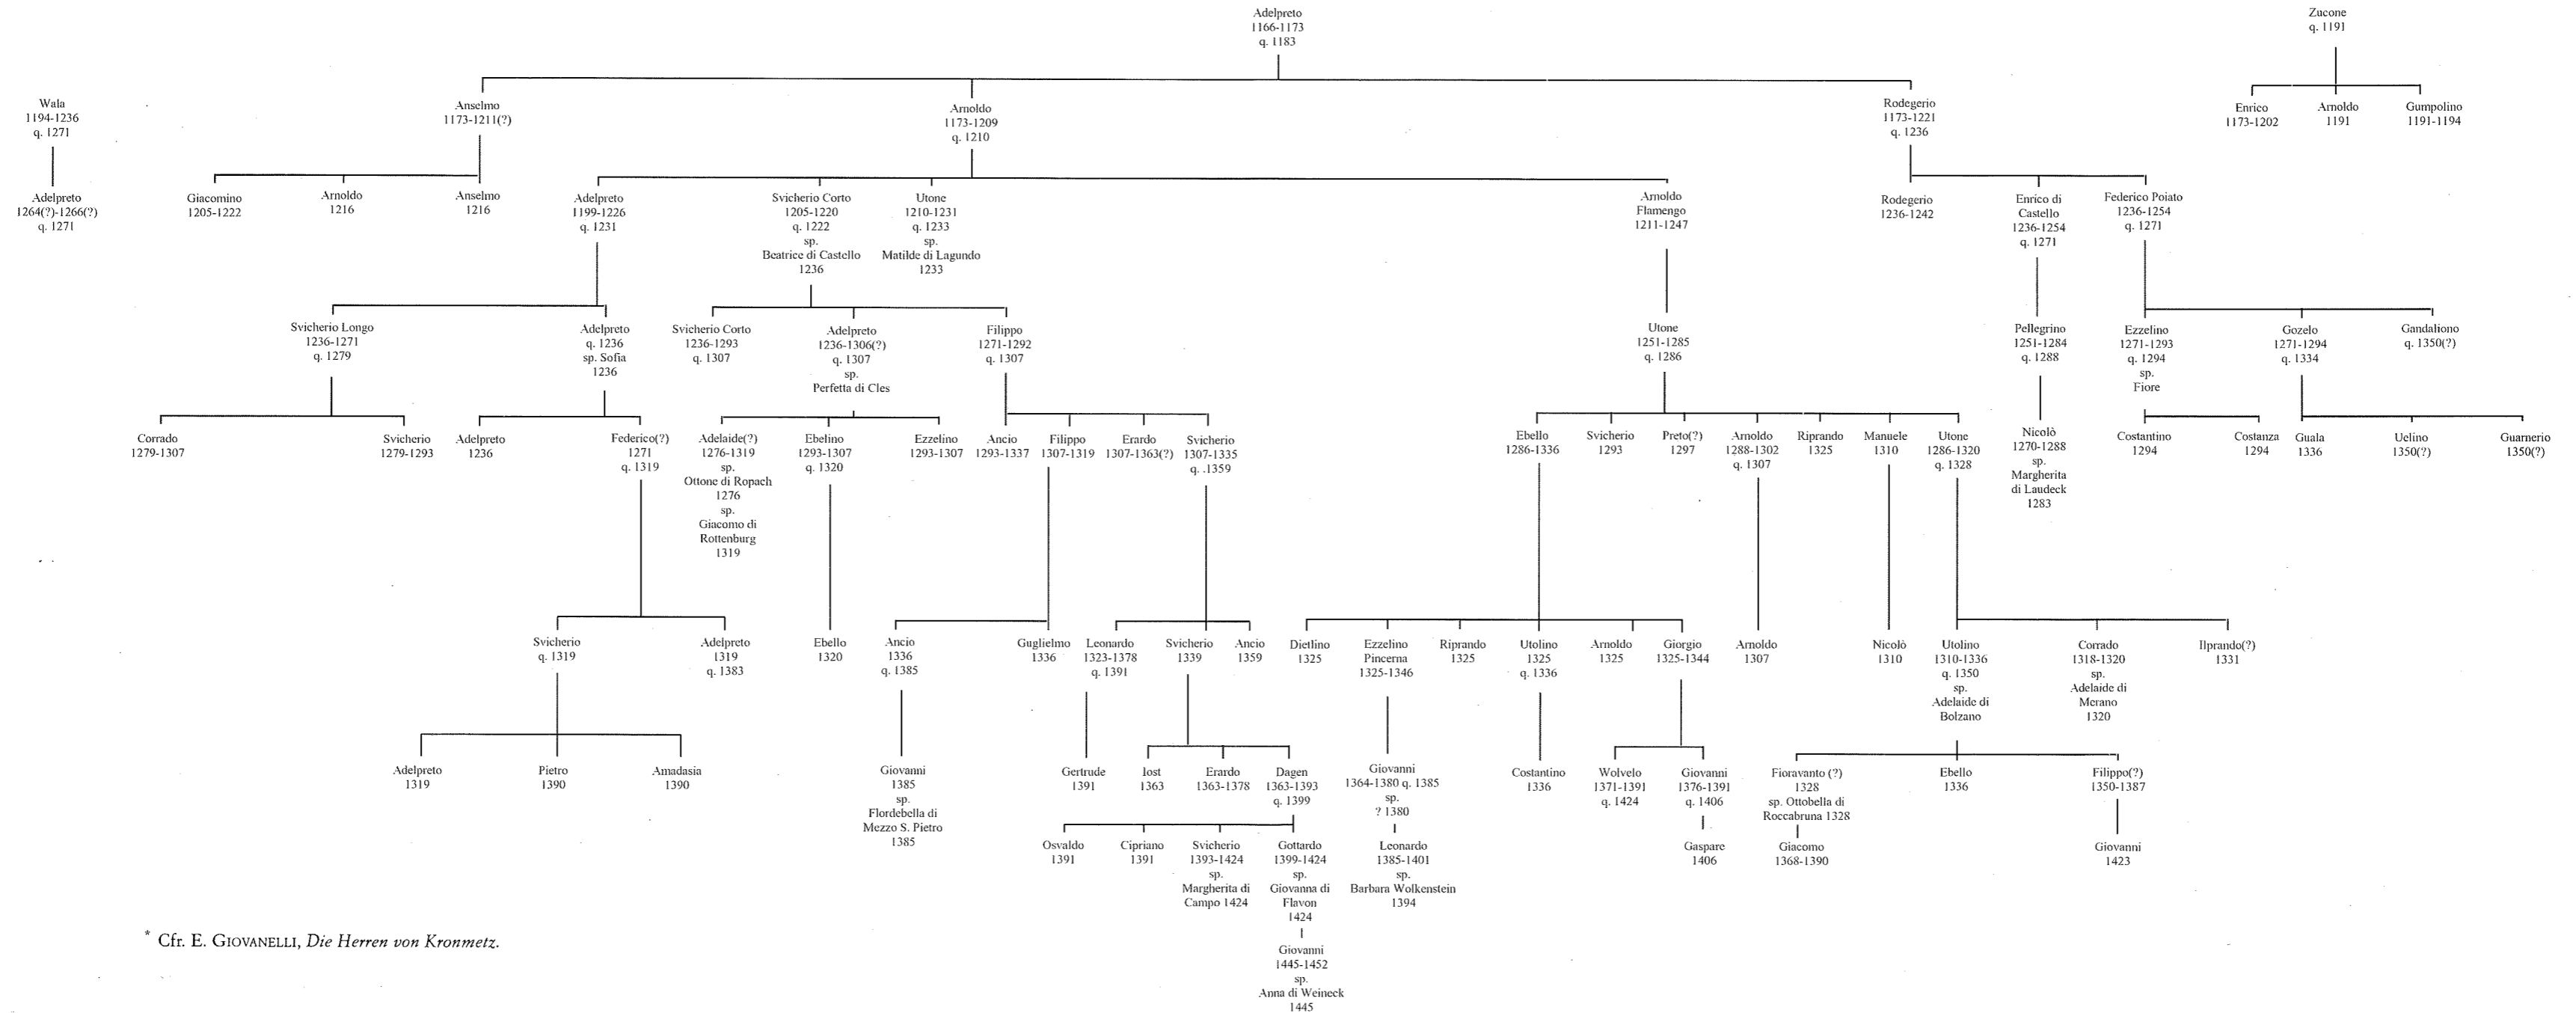 Adelpreto
1166-1173
q. 1183
Zucone
q. 1191
Wala
1194-1236
q. 1271
Anselmo
1173-1211(?)
Arnoldo
1173-1209
q. 1210
Rodegerio
1173-1221
q. 1236
Enrico
1173-1202
Arnoldo
1191
Gumpolino
1191-1194
Adelpreto
1264(?)-1266(?)
q. 1271
Giacomino
1205-1222
Arnoldo
1216
Anselmo
1216
Adelpreto
1199-1226
q. 1231
Svicherio Corto
1205-1220
q. 1222
sp.
Beatrice di Castello
1236
Utone
1210-1231
q. 1233
sp.
Matilde di Lagundo
1233
Arnoldo
Flamengo
1211-1247
Rodegerio
1236-1242
Enrico di
Castello
1236-1254
q. 1271
Federico Poiato
1236-1254
q. 1271
Svicherio Longo
1236-1271
q. 1279
Adelpreto
q. 1236
sp. Sofia
1236
Svicherio Corto
1236-1293
q. 1307
Adelpreto
1236-1306(?)
q. 1307
sp.
Perfetta di Cles
Filippo
1271-1292
q. 1307
Utone
1251-1285
q. 1286
Pellegrino
1251-1284
q. 1288
Ezzelino
1271-1293
q. 1294
sp.
Fiore
Gozelo
1271-1294
q. 1334
Gandaliono
q. 1350(?)
Corrado
1279-1307
Svicherio
1279-1293
Adelpreto
1236
Federico(?)
1271
q. 1319
Adelaide(?)
1276-1319
sp.
Ottone di Ropach
1276
sp.
Giacomo di
Rottenburg
1319
Ebelino
1293-1307
q. 1320
Ezzelino
1293-1307
Ancio
1293-1337
Filippo
1307-1319
Erardo
1307-1363(?)
Svicherio
1307-1335
q. .1359
Ebello
1286-1336
Svicherio
1293
Preto(?)
1297
Arnoldo
1288-1302
q. 1307
Riprando
1325
Manuele
1310
Utone
1286-1320
q. 1328
Nicolò
1270-1288
sp.
Margherita
di Laudeck
1283
Costantino
1294
Costanza
1294
Guala
1336
Uelino
1350(?)
Guarnerio
1350(?)
Svicherio
q. 1319
Adelpreto
1319
q. 1383
Ebello
1320
Ancio
1336
q. 1385
Guglielmo
1336
Leonardo
1323-1378
q. 1391
Svicherio
1339
Ancio
1359
Dietlino
1325
Ezzelino
Pincerna
1325-1346
Riprando
1325
Utolino
1325
q. 1336
Arnoldo
1325
Giorgio
1325-1344
Arnoldo
1307
Nicolò
1310
Utolino
1310-1336
q. 1350
sp.
Adelaide di
Bolzano
Corrado
1318-1320
sp.
Adelaide di
Merano
1320
Ilprando(?)
1331
Adelpreto
1319
Pietro
1390
Amadasia
1390
Giovanni
1385
sp.
Flordebella di
Mezzo S. Pietro
1385
Gertrude
1391
Iost
1363
Erardo
1363-1378
Dagen
1363-1393
q. 1399
Giovanni
1364-1380 q. 1385
sp.
? 1380
Costantino
1336
Wolvelo
1371-1391
q. 1424
Giovanni
1376-1391
q. 1406
Fioravanto (?)
1328
sp. Ottobella di
Roccabruna 1328
Ebello
1336
Filippo(?)
1350-1387
Osvaldo
1391
Cipriano
1391
Svicherio
1393-1424
sp.
Margherita di
Campo 1424
Gottardo
1399-1424
sp.
Giovanna di
Flavon
1424
Leonardo
1385-1401
sp.
Barbara Wolkenstein
1394
Gaspare
1406
Giacomo
1368-1390
Giovanni
1423
Giovanni
1445-1452
sp.
Anna di Weineck
1445
* Cfr. E. GIOVANELLI, Die Herren von Kronmetz.